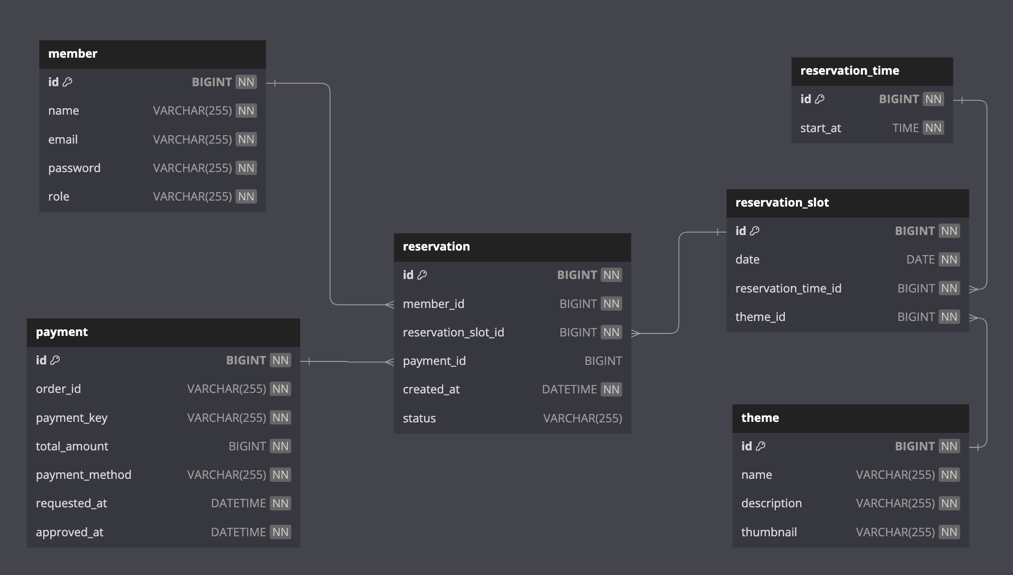 member
id BIGINT NN
name VARCHAR(255) NN
email VARCHAR(255) NN
password VARCHAR(255) NN
role VARCHAR(255) NN
payment
id BIGINT NN
order_id VARCHAR(255) NN
payment_key VARCHAR(255) NN
total_amount BIGINT NN
payment_method VARCHAR(255) NN
requested_at DATETIME NN
approved_at DATETIME NN
reservation
id BIGINT NN
member_id BIGINT NN
reservation_slot_id BIGINT NN
payment_id BIGINT
created_at DATETIME NN
status VARCHAR(255)
reservation_time
id BIGINT NN
start_at TIME NN
reservation_slot
id BIGINT NN
date DATE NN
reservation_time_id BIGINT NN
theme_id BIGINT NN
theme
id BIGINT NN
name VARCHAR(255) NN
description VARCHAR(255) NN
thumbnail VARCHAR(255) NN